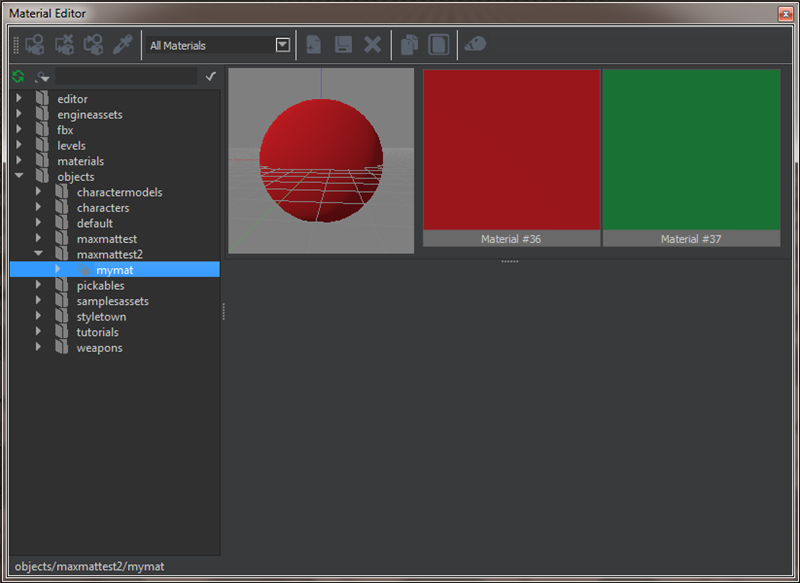 Material Editor
All Materials
editor
engineassets
fbx
levels
materials
objects
charactermodels
characters
default
maxmattest
maxmattest2
mymat
pickables
samplesassets
styletown
tutorials
weapons
Material #36
Material #37
objects/maxmattest2/mymat